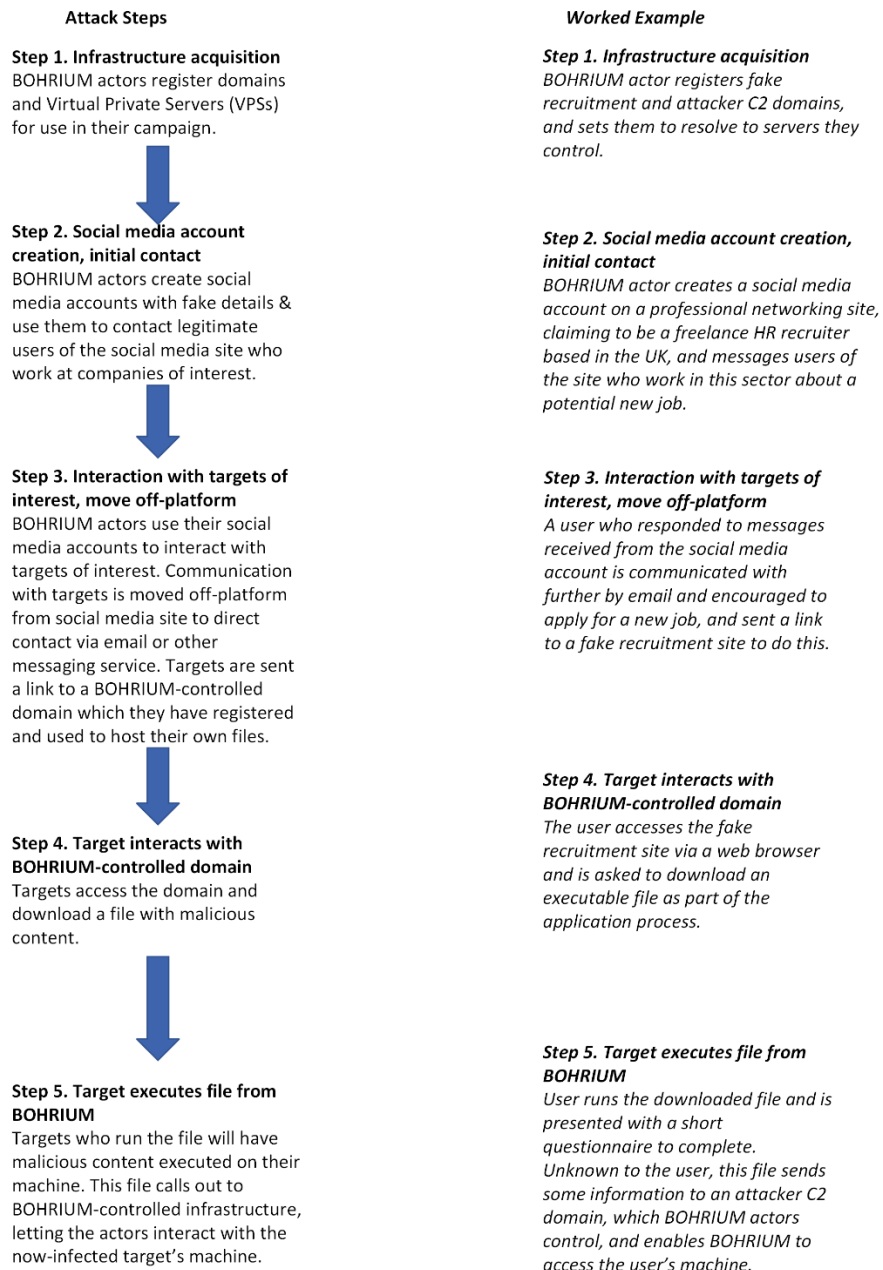 Attack Steps
Step 1. Infrastructure acquisition
BOHRIUM actors register domains
and Virtual Private Servers (VPSs)
for use in their campaign.
Step 2. Social media account
creation, initial contact
BOHRIUM actors create social
media accounts with fake details &
use them to contact legitimate
users of the social media site who
work at companies of interest.
Step 3. Interaction with targets of
interest, move off-platform
BOHRIUM actors use their social
media accounts to interact with
targets of interest. Communication
with targets is moved off-platform
from social media site to direct
contact via email or other
messaging service. Targets are sent
a link to a BOHRIUM-controlled
domain which they have registered
and used to host their own files.
Step 4. Target interacts with
BOHRIUM-controlled domain
Targets access the domain and
download a file with malicious
content.
Step 5. Target executes file from
BOHRIUM
Targets who run the file will have
malicious content executed on their
machine. This file calls out to
BOHRIUM-controlled infrastructure,
letting the actors interact with the
now-infected target's machine.
Worked Example
Step 1. Infrastructure acquisition
BOHRIUM actor registers fake
recruitment and attacker C2 domains,
and sets them to resolve to servers they
control.
Step 2. Social media account creation,
initial contact
BOHRIUM actor creates a social media
account on a professional networking site,
claiming to be a freelance HR recruiter
based in the UK, and messages users of
the site who work in this sector about a
potential new job.
Step 3. Interaction with targets of
interest, move off-platform
A user who responded to messages
received from the social media
account is communicated with
further by email and encouraged to
apply for a new job, and sent a link
to a fake recruitment site to do this.
Step 4. Target interacts with
BOHRIUM-controlled domain
The user accesses the fake
recruitment site via a web browser
and is asked to download an
executable file as part of the
application process.
Step 5. Target executes file from
BOHRIUM
User runs the downloaded file and is
presented with a short
questionnaire to complete.
Unknown to the user, this file sends
some information to an attacker C2
domain, which BOHRIUM actors
control, and enables BOHRIUM to
access the user's machine.